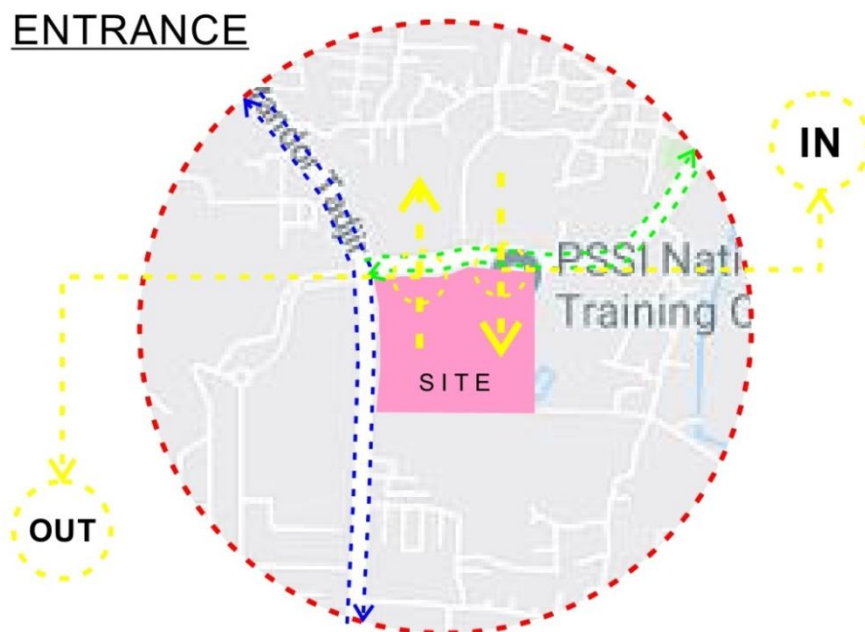 ENTRANCE
IN
PSSI Nati
Training C
SITE
OUT